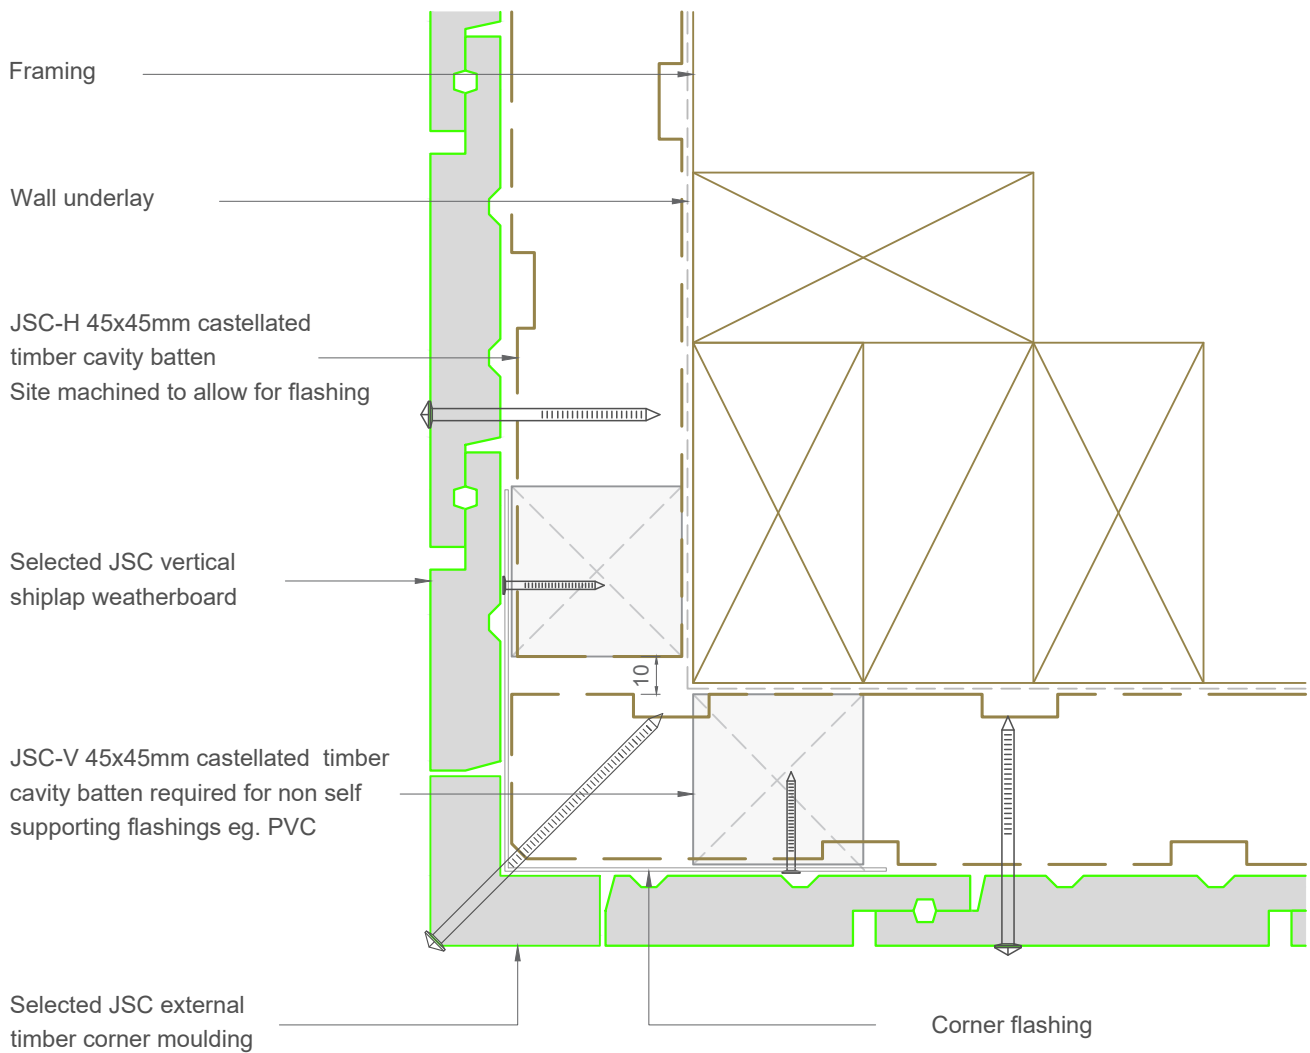 Framing
Wall underlay
JSC-H 45x45mm castellated
timber cavity batten
Site machined to allow for flashing
Selected JSC vertical
shiplap weatherboard
10
JSC-V 45x45mm castellated  timber
cavity batten required for non self
supporting flashings eg. PVC
Selected JSC external
timber corner moulding
Corner flashing